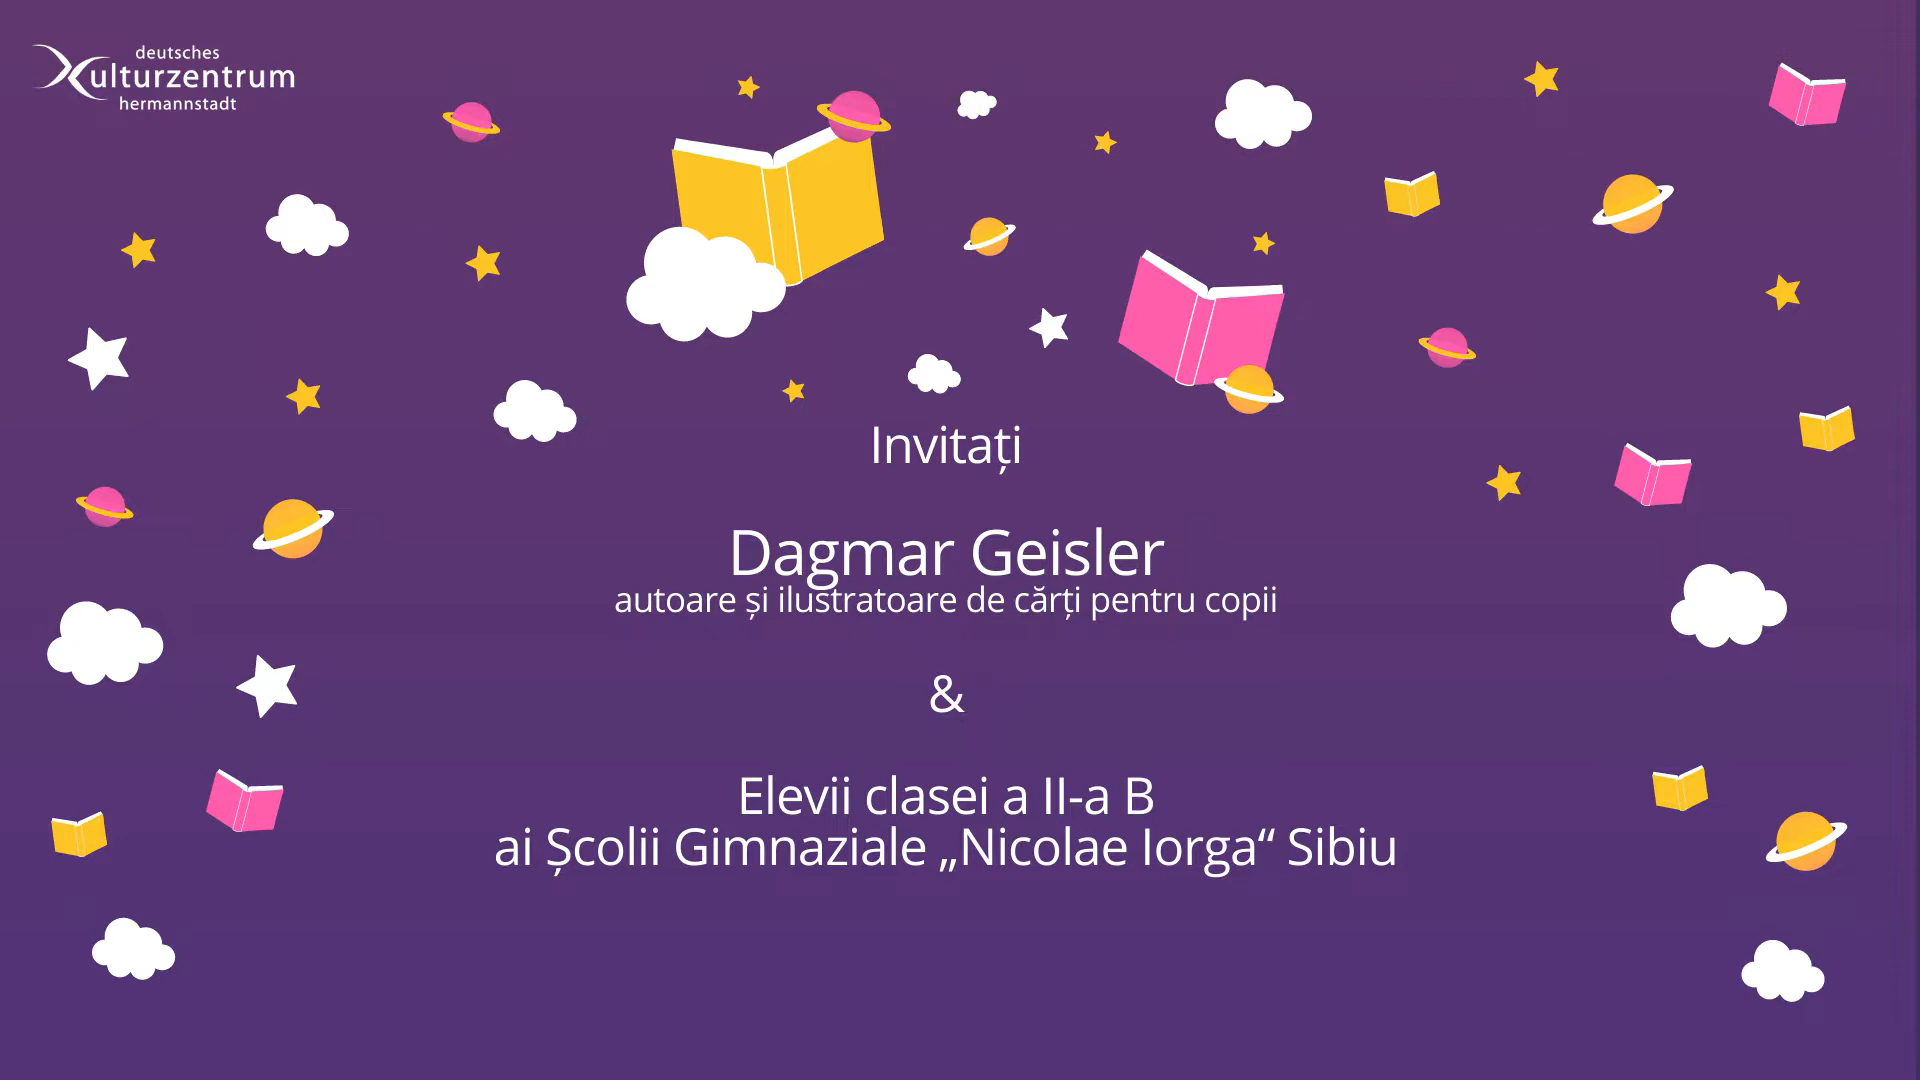 deutsches
Kulturzentrum
hermannstadt
Invitați
Dagmar Geisler
autoare și ilustratoare de cărți pentru copii
&
Elevii clasei a II-a B
ai Școlii Gimnaziale „Nicolae Iorga“ Sibiu